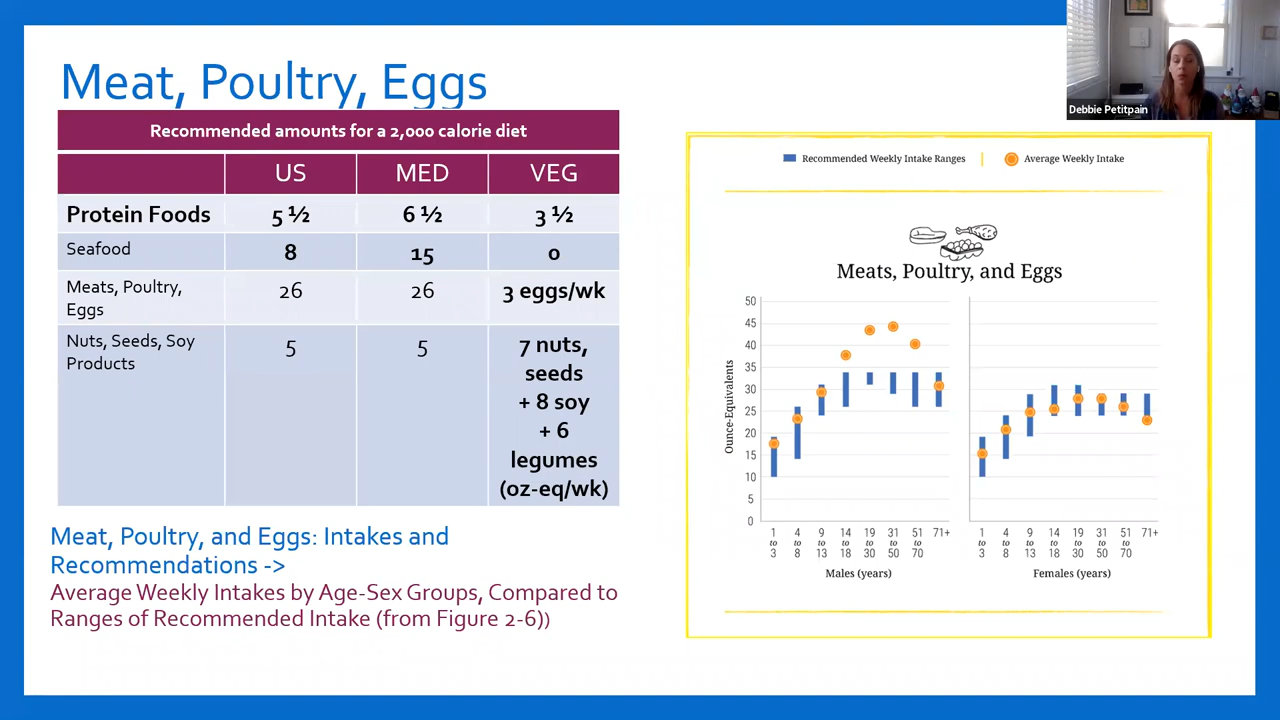 Meat, Poultry, Eggs
Debbie Petitpain
Recommended amounts for a 2,000 calorie diet
US MED VEG
Protein Foods 5 ½ 6 ½ 3 ½
Seafood 8 15 0
Meats, Poultry, Eggs 26 26 3 eggs/wk
Nuts, Seeds, Soy Products 5 5 7 nuts, seeds + 8 soy + 6 legumes (oz-eq/wk)
Meat, Poultry, and Eggs: Intakes and
Recommendations ->
Average Weekly Intakes by Age-Sex Groups, Compared to
Ranges of Recommended Intake (from Figure 2-6))
Recommended Weekly Intake Ranges | Average Weekly Intake
Meats, Poultry, and Eggs
Ounce-Equivalents
50
45
40
35
30
25
20
15
10
5
0
1 to 3 4 to 8 9 to 13 14 to 18 19 to 30 31 to 50 51 to 70 71+
Males (years)
1 to 3 4 to 8 9 to 13 14 to 18 19 to 30 31 to 50 51 to 70 71+
Females (years)